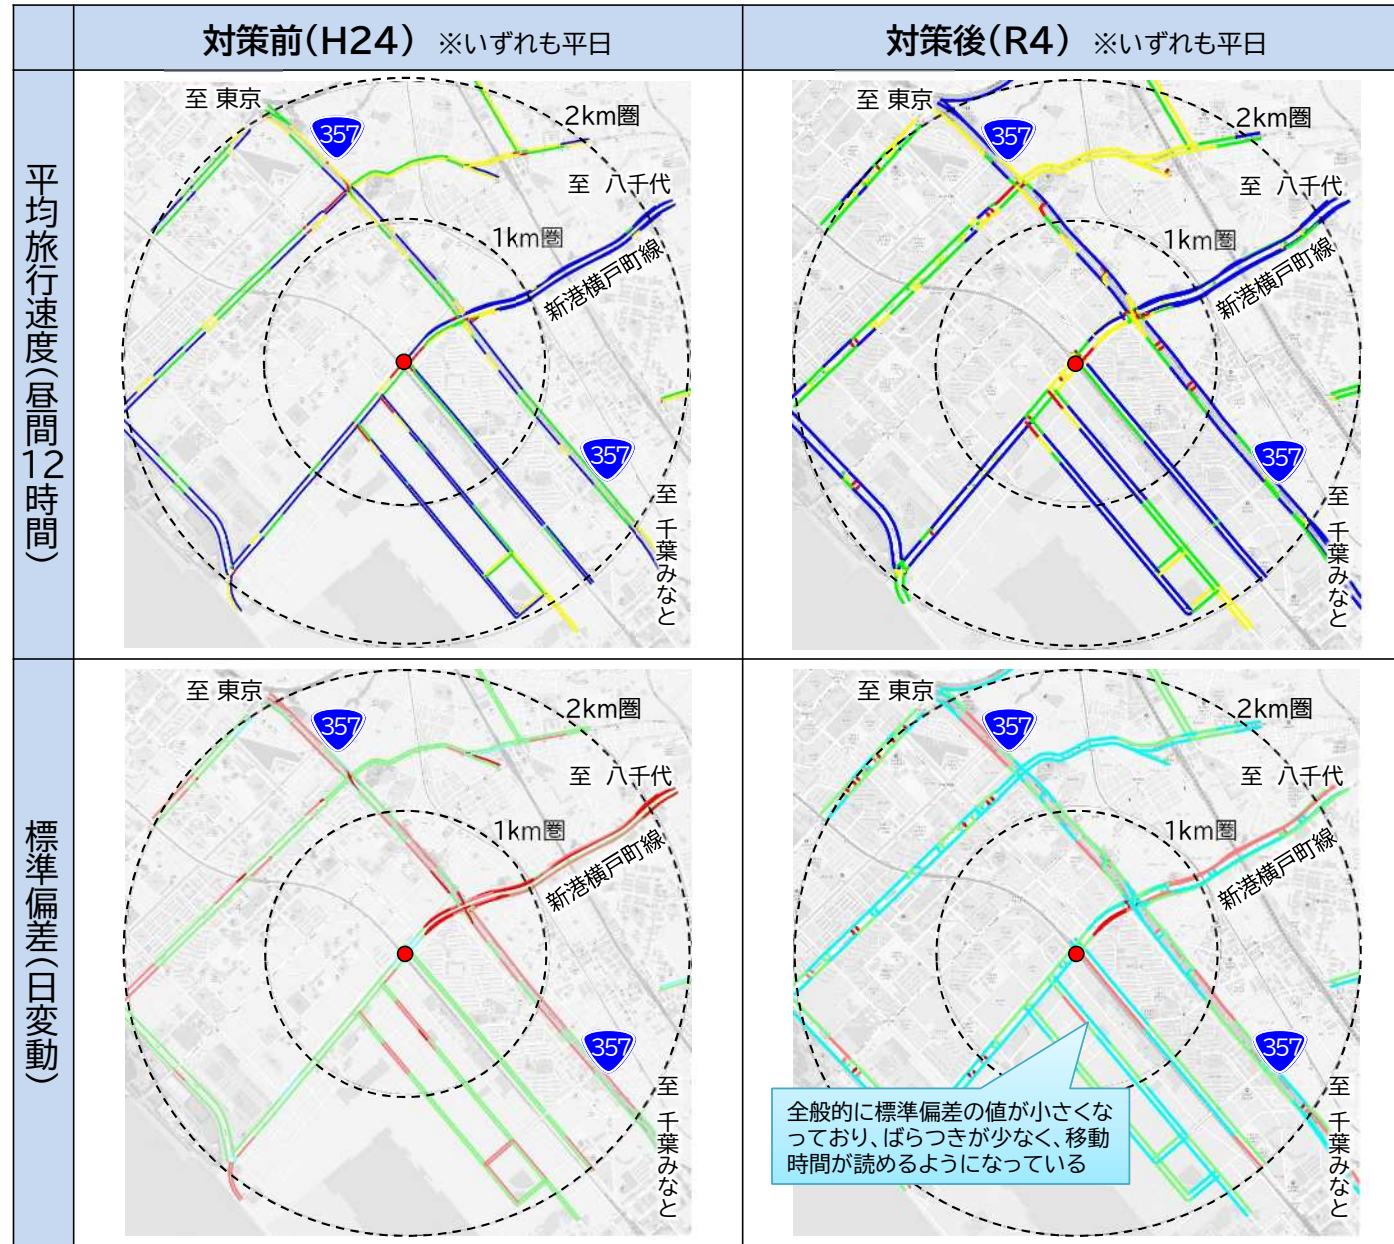 対策前(H24) ※いずれも平日
対策後(R4) ※いずれも平日
平均旅行速度(昼間12時間)
至 東京
357
2km圏
至 八千代
1km圏
新港横戸町線
357
至 千葉みなと
至 東京
357
2km圏
至 八千代
1km圏
新港横戸町線
357
至 千葉みなと
標準偏差(日変動)
至 東京
357
2km圏
至 八千代
1km圏
新港横戸町線
357
至 千葉みなと
至 東京
357
2km圏
至 八千代
1km圏
新港横戸町線
357
至 千葉みなと
全般的に標準偏差の値が小さくな
っており、ばらつきが少なく、移動
時間が読めるようになっている